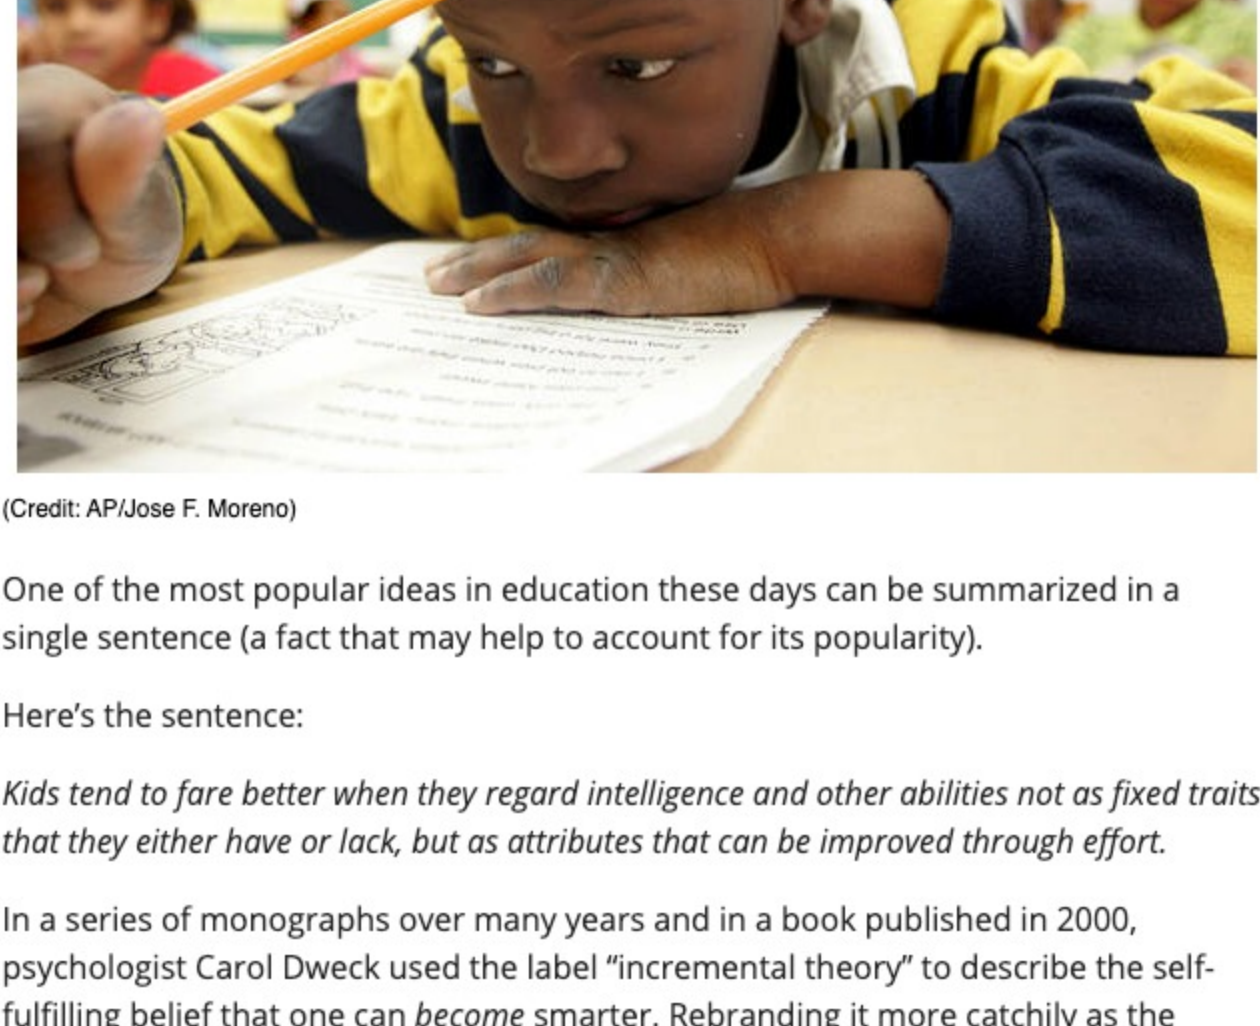 (Credit: AP/Jose F. Moreno)
One of the most popular ideas in education these days can be summarized in a
single sentence (a fact that may help to account for its popularity).
Here’s the sentence:
Kids tend to fare better when they regard intelligence and other abilities not as fixed traits
that they either have or lack, but as attributes that can be improved through effort.
In a series of monographs over many years and in a book published in 2000,
psychologist Carol Dweck used the label “incremental theory” to describe the self-
fulfilling belief that one can become smarter. Rebranding it more catchily as the